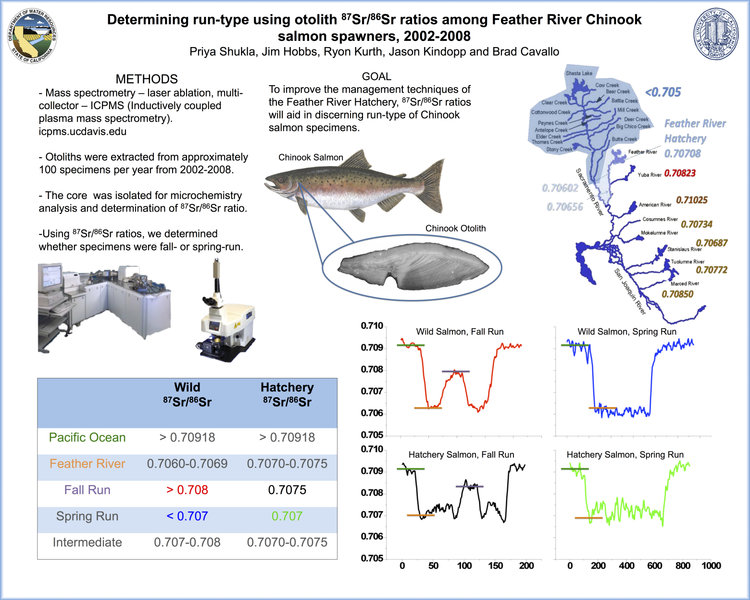 Determining run-type using otolith ⁸⁷Sr/⁸⁶Sr ratios among Feather River Chinook
salmon spawners, 2002-2008
Priya Shukla, Jim Hobbs, Ryon Kurth, Jason Kindopp and Brad Cavallo
DEPARTMENT OF WATER RESOURCES
STATE OF CALIFORNIA
METHODS
- Mass spectrometry – laser ablation, multi-
collector – ICPMS (Inductively coupled
plasma mass spectrometry).
icpms.ucdavis.edu
- Otoliths were extracted from approximately
100 specimens per year from 2002-2008.
- The core was isolated for microchemistry
analysis and determination of ⁸⁷Sr/⁸⁶Sr ratio.
-Using ⁸⁷Sr/⁸⁶Sr ratios, we determined
whether specimens were fall- or spring-run.
GOAL
To improve the management techniques of
the Feather River Hatchery, ⁸⁷Sr/⁸⁶Sr ratios
will aid in discerning run-type of Chinook
salmon specimens.
Chinook Salmon
Chinook Otolith
Shasta Lake
Cow Creek
Bear Creek
Clear Creek
Battle Creek
Cottonwood Creek
Mill Creek
Peynes Creek
Deer Creek
Antelope Creek
Big Chico Creek
Elder Creek
Thomes Creek
Butte Creek
Stony Creek
<0.705
Feather River
Hatchery
0.70708
Feather River
Yuba River
0.70823
Sacramento River
0.70602
0.70656
American River
0.71025
Cosumnes River
0.70734
Mokelumne River
0.70687
Stanislaus River
Tuolumne River
0.70772
Merced River
0.70850
San Joaquin River
Wild Salmon, Fall Run
0.710
0.709
0.708
0.707
0.706
0.705
Wild Salmon, Spring Run
Hatchery Salmon, Fall Run
0.710
0.709
0.708
0.707
0.706
0.705
0 50 100 150 200
Hatchery Salmon, Spring Run
0 200 400 600 800 1000
Wild Hatchery
⁸⁷Sr/⁸⁶Sr ⁸⁷Sr/⁸⁶Sr
Pacific Ocean > 0.70918 > 0.70918
Feather River 0.7060-0.7069 0.7070-0.7075
Fall Run > 0.708 0.7075
Spring Run < 0.707 0.707
Intermediate 0.707-0.708 0.7070-0.7075